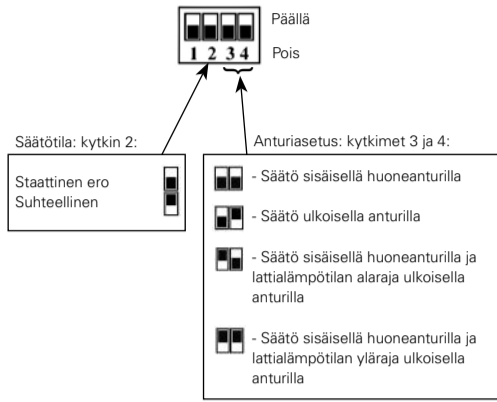 Päällä
1 2 3 4
Pois
Säätötila: kytkin 2:
Staattinen ero
Suhteellinen
Anturiasetus: kytkimet 3 ja 4:
- Säätö sisäisellä huoneanturilla
- Säätö ulkoisella anturilla
- Säätö sisäisellä huoneanturilla ja
lattialämpötilan alaraja ulkoisella
anturilla
- Säätö sisäisellä huoneanturilla ja
lattialämpötilan yläraja ulkoisella
anturilla